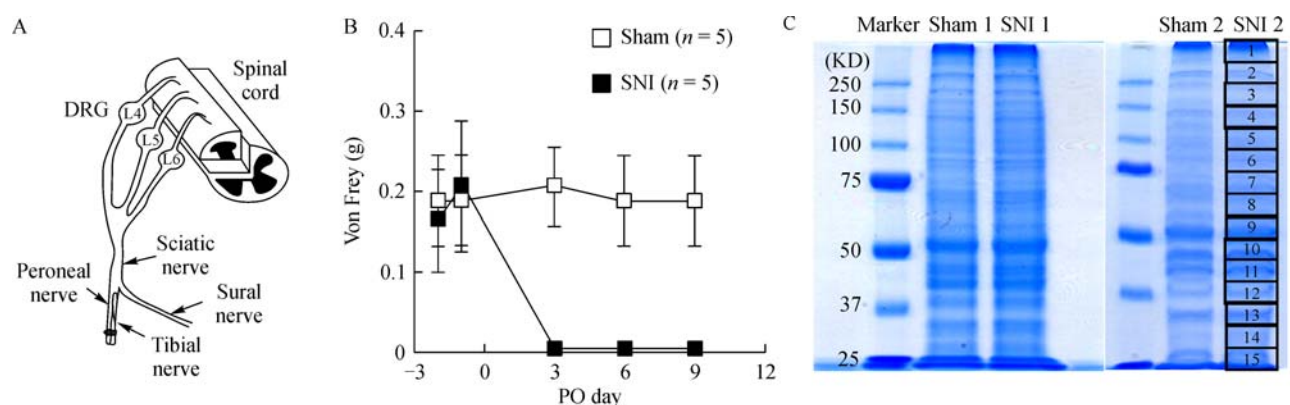 A
DRG
L4
L5
L6
Spinal
cord
Sciatic
nerve
Peroneal
nerve
Sural
nerve
Tibial
nerve
B
Von Frey (g)
0.4
0.3
0.2
0.1
0
−3
0
3
6
9
12
PO day
Sham (n = 5)
SNI (n = 5)
C
Marker Sham 1 SNI 1
Sham 2 SNI 2
(KD)
250
150
100
75
50
37
25
1
2
3
4
5
6
7
8
9
10
11
12
13
14
15